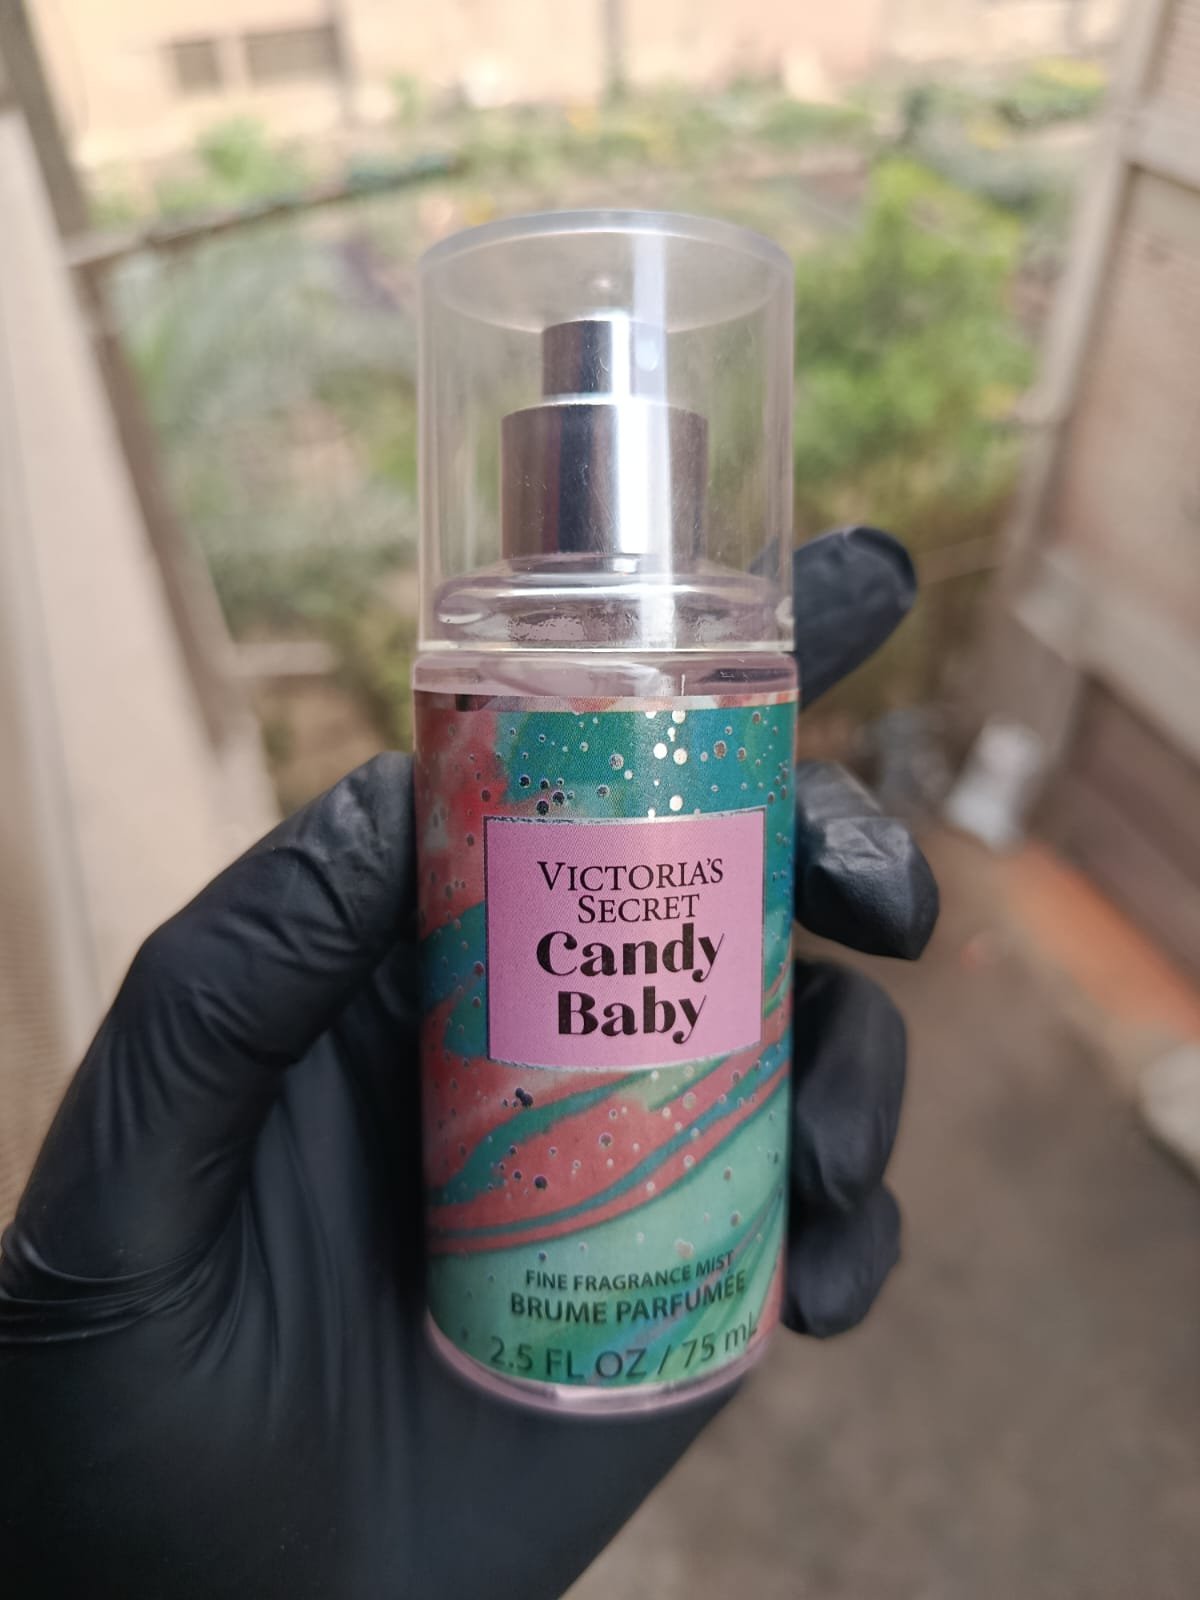 VICTORIA'S
SECRET
Candy
Baby
FINE FRAGRANCE MIST
BRUME PARFUMÉE
2.5 FL OZ / 75 mL